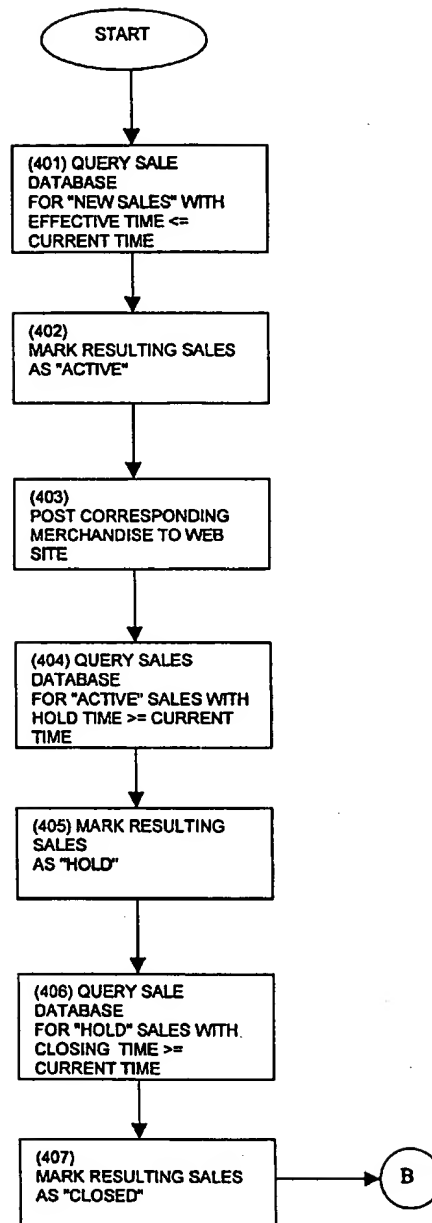 START
(401) QUERY SALE
DATABASE
FOR "NEW SALES" WITH
EFFECTIVE TIME <=
CURRENT TIME
(402)
MARK RESULTING SALES
AS "ACTIVE"
(403)
POST CORRESPONDING
MERCHANDISE TO WEB
SITE
(404) QUERY SALES
DATABASE
FOR "ACTIVE" SALES WITH
HOLD TIME >= CURRENT
TIME
(405) MARK RESULTING
SALES
AS "HOLD"
(406) QUERY SALE
DATABASE
FOR "HOLD" SALES WITH
CLOSING TIME >=
CURRENT TIME
(407)
MARK RESULTING SALES
AS "CLOSED"
B